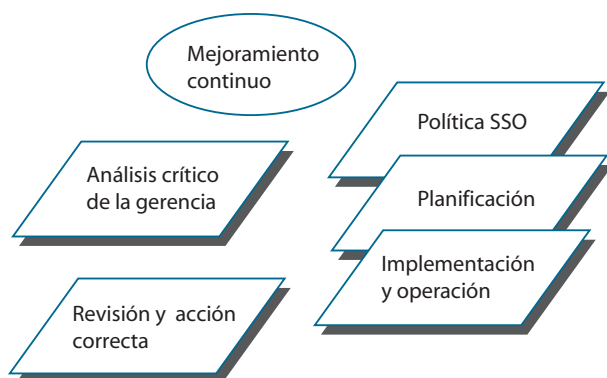 Mejoramiento
continuo
Política SSO
Análisis crítico
de la gerencia
Planificación
Implementación
y operación
Revisión y acción
correcta